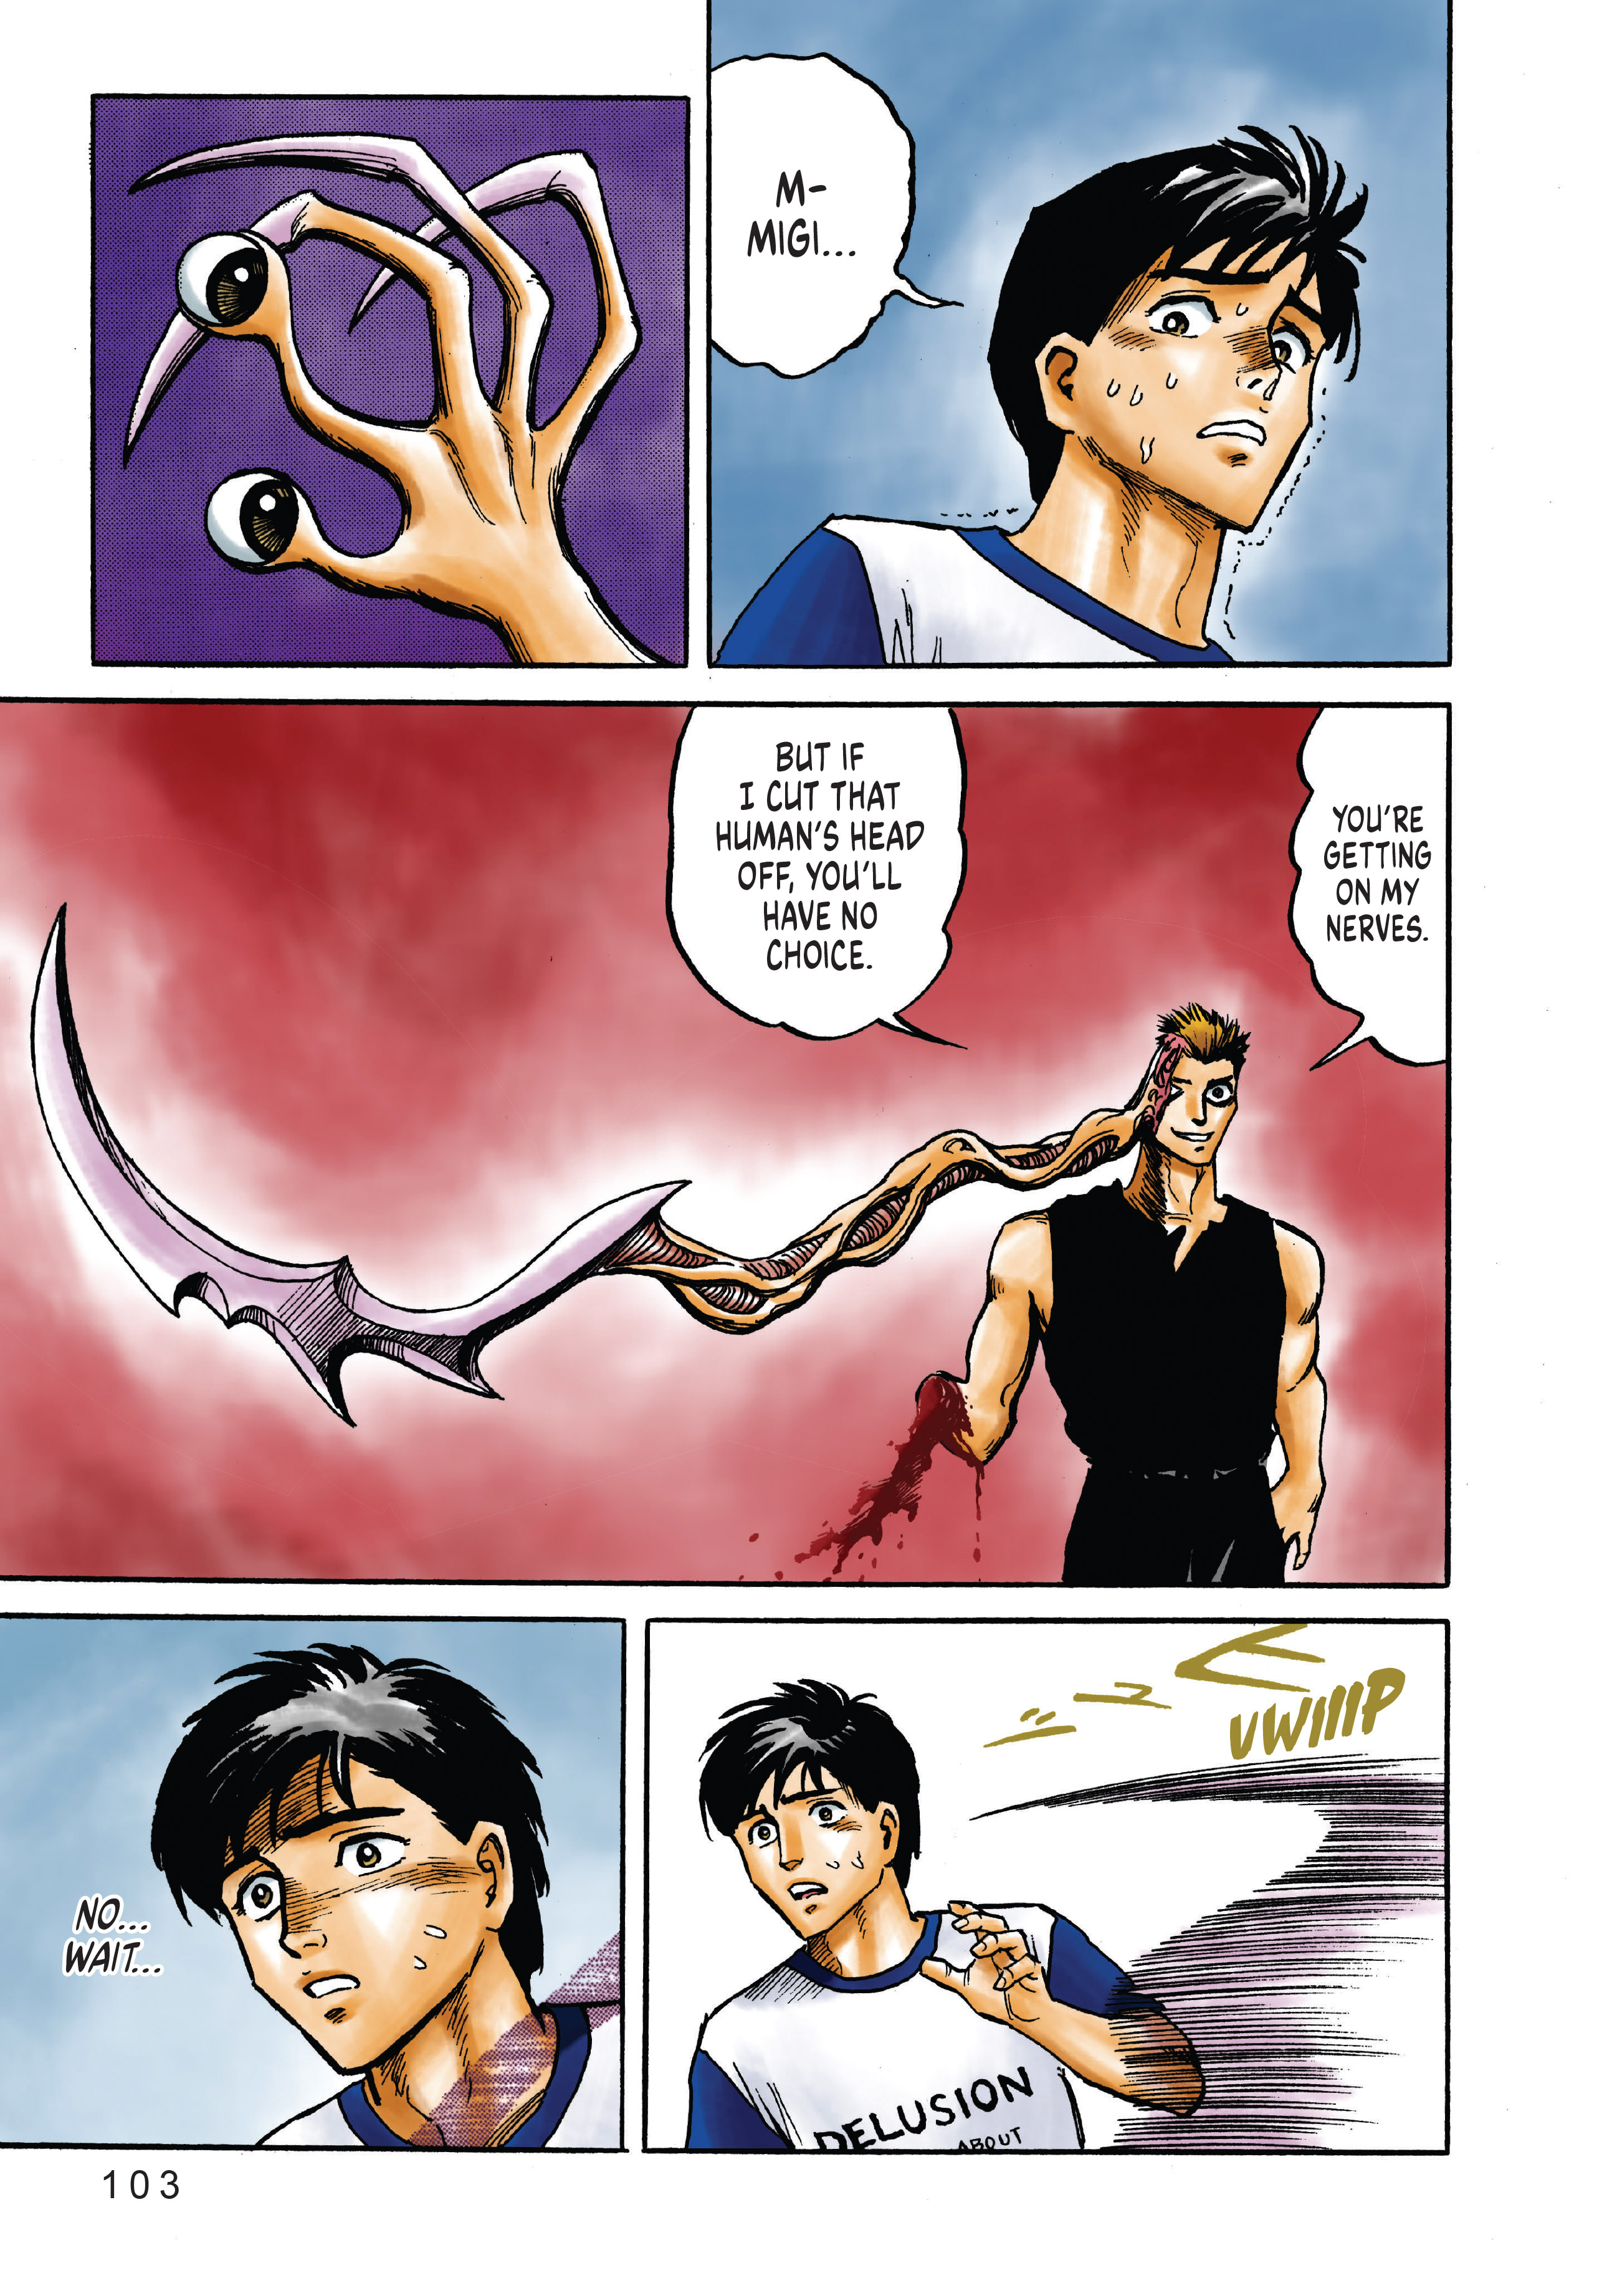 M-
MIGI...
YOU'RE
GETTING
ON MY
NERVES.
BUT IF
I CUT THAT
HUMAN'S HEAD
OFF, YOU'LL
HAVE NO
CHOICE.
VWIIIP
DELUSION
ABOUT
NO...
WAIT...
103